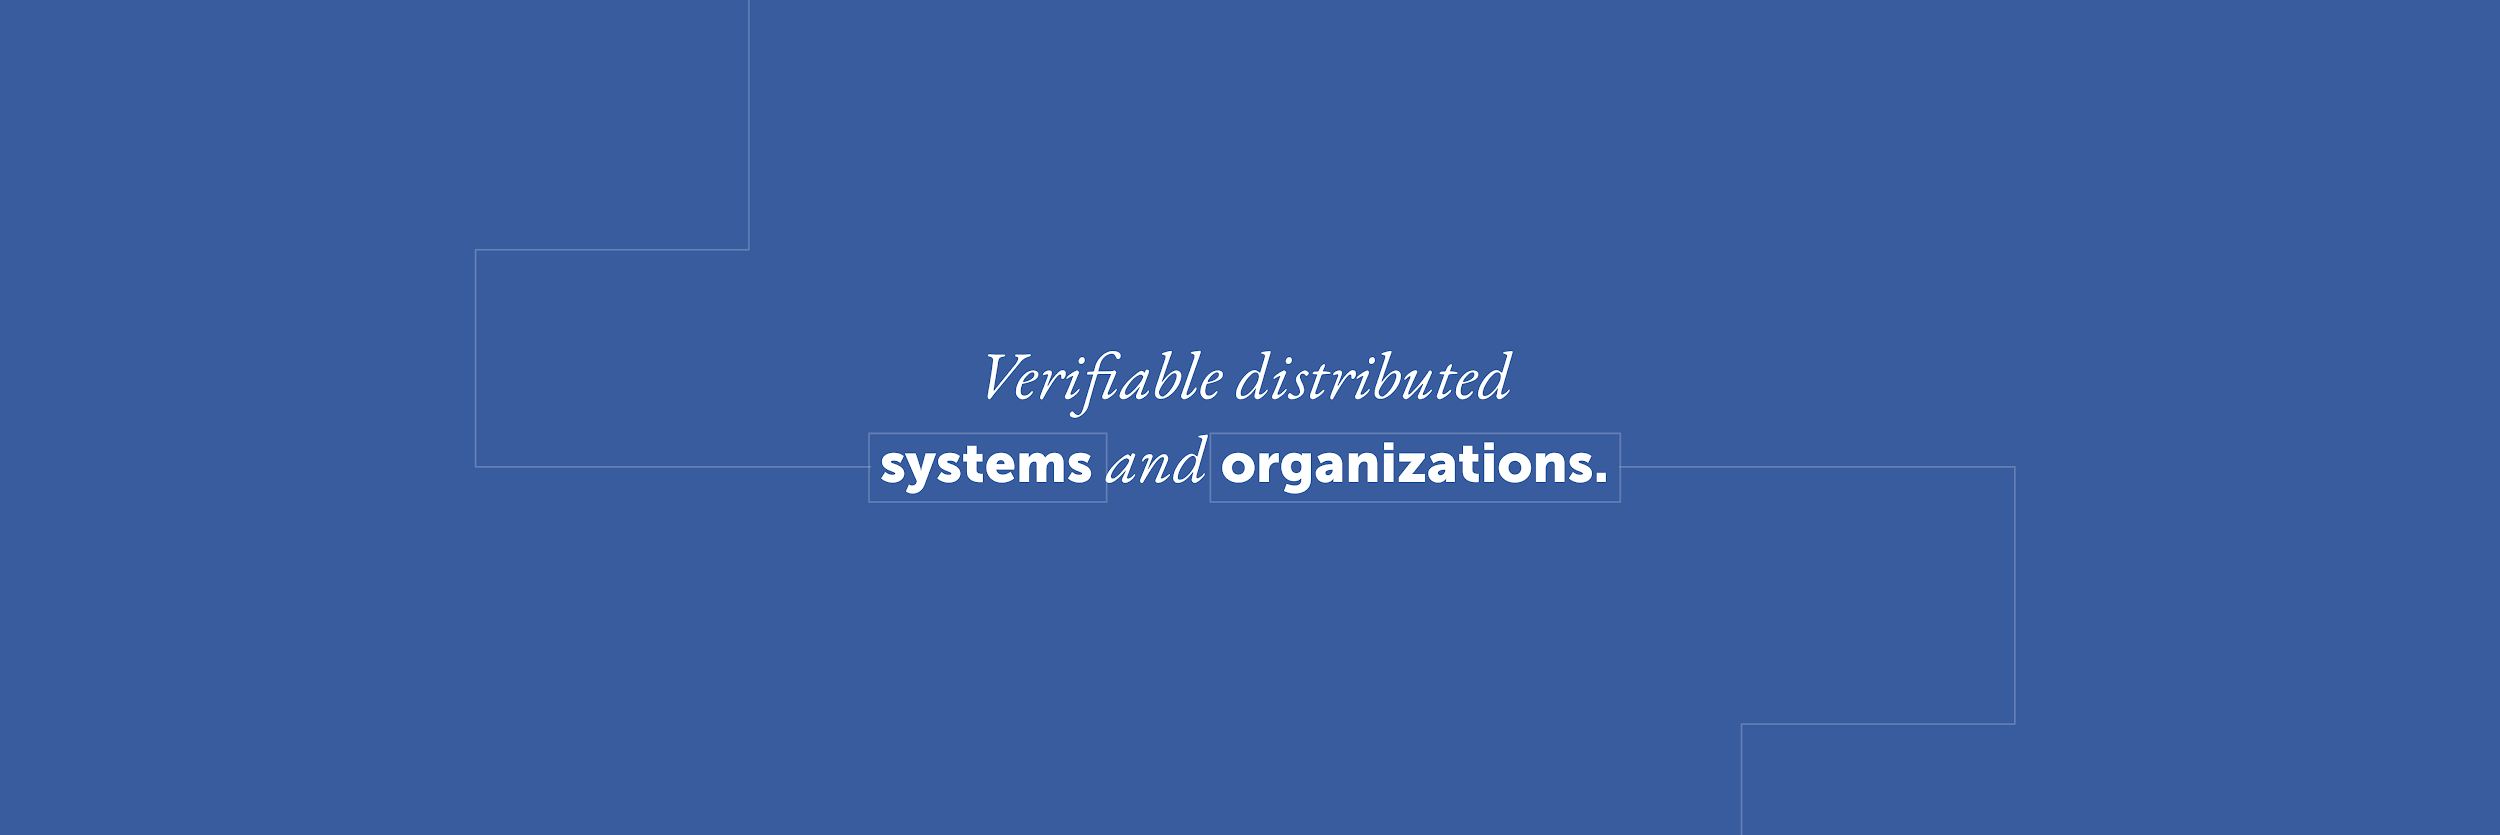 Verifiable distributed
systems and organizations.